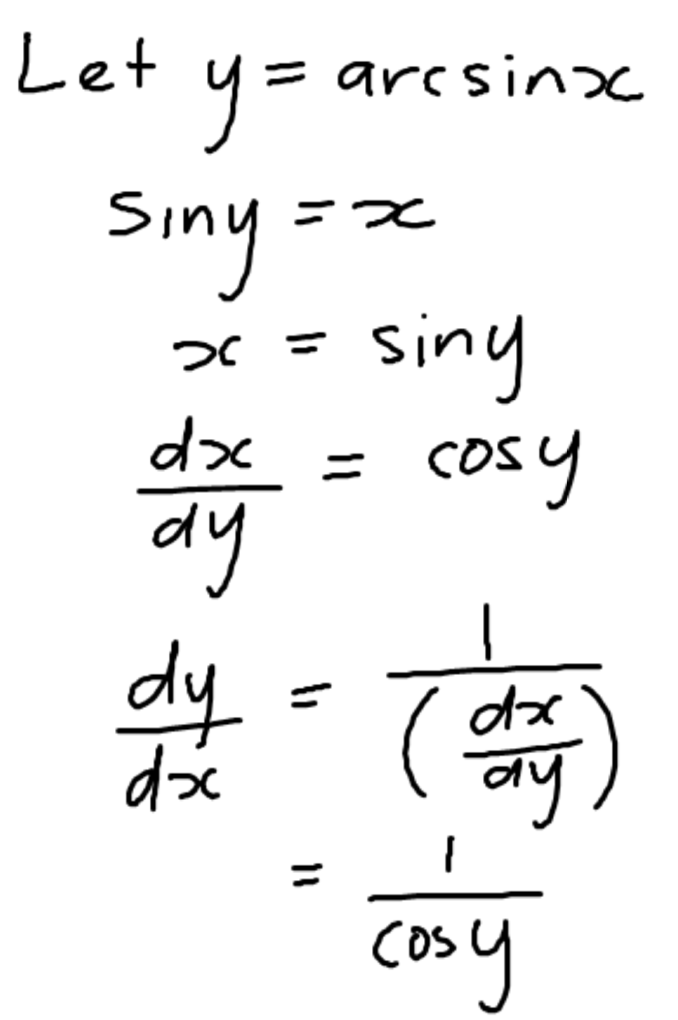 Let y = arcsinx
siny = x
x = siny
dx/dy = cosy
dy/dx = 1/(dx/dy)
= 1/cosy